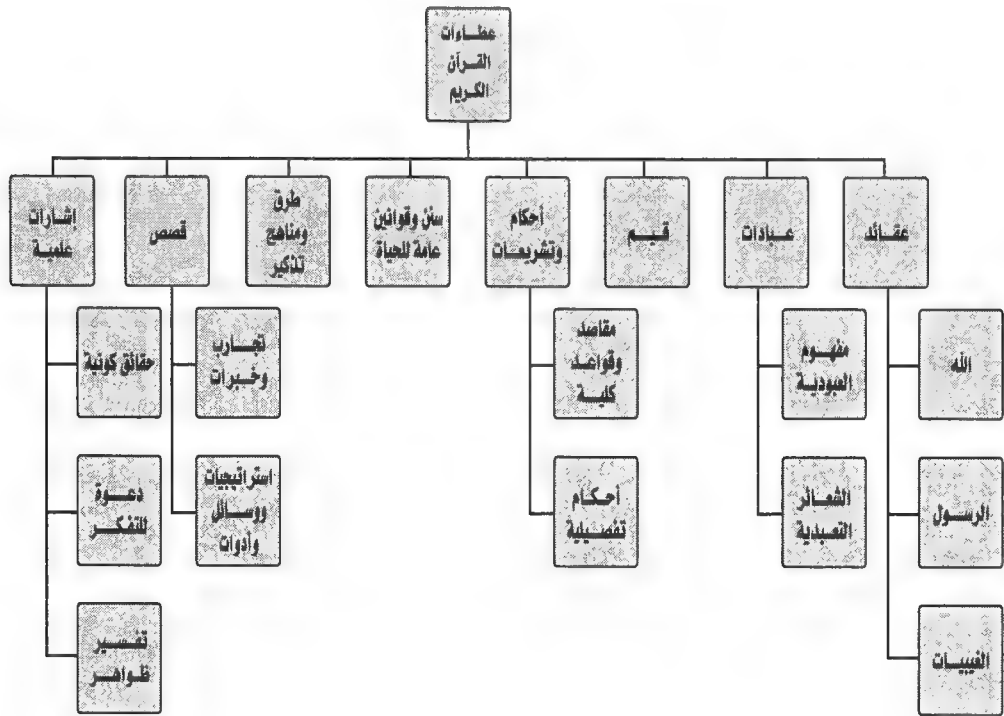 عطاءات
القرآن
الكريم
عقائد
عبادات
قيم
أحكام
وتشريعات
سنن وقوانين
عامة للحياة
طرق
ومناهج
تذكير
قصص
إشارات
علمية
الله
الرسول
الغيبيات
مفهوم
العبودية
الشعائر
التعبدية
مقاصد
وقواعد
كلية
أحكام
تفصيلية
تجارب
وخبرات
استراتيجيات
ووسائل
وأدوات
حقائق كونية
دعوة
للتفكر
تفسير
ظواهر